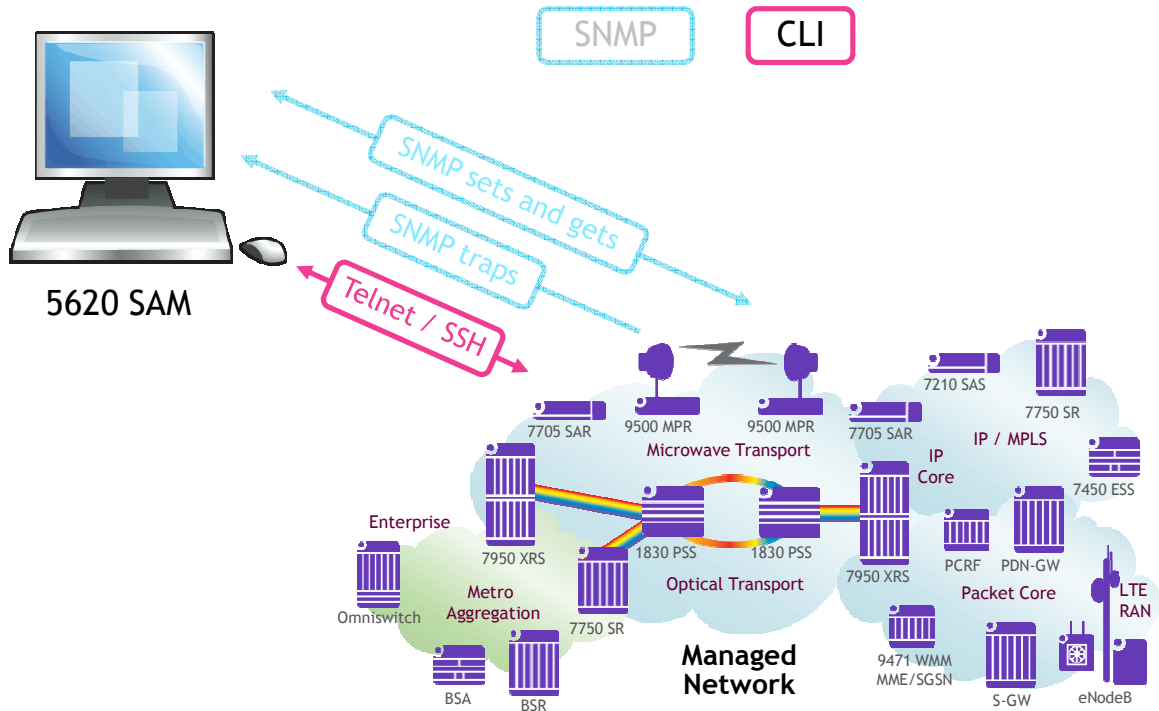 SNMP
CLI
SNMP sets and gets
SNMP traps
Telnet / SSH
5620 SAM
7210 SAS
7750 SR
7705 SAR
9500 MPR
9500 MPR
7705 SAR
IP / MPLS
Microwave Transport
IP
Core
7450 ESS
Enterprise
7950 XRS
1830 PSS
1830 PSS
7950 XRS
PCRF
PDN-GW
Optical Transport
Metro
Aggregation
Packet Core
LTE
RAN
Omniswitch
7750 SR
Managed
Network
9471 WMM
MME/SGSN
BSA
BSR
S-GW
eNodeB